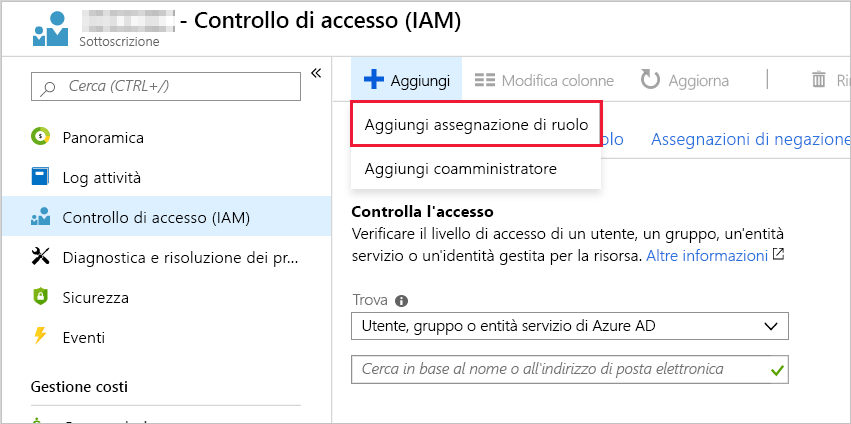 - Controllo di accesso (IAM)
Sottoscrizione
Cerca (CTRL+/)
«
Panoramica
Log attività
Controllo di accesso (IAM)
Diagnostica e risoluzione dei pr...
Sicurezza
Eventi
Gestione costi
Aggiungi
Modifica colonne
Aggiorna
Aggiungi assegnazione di ruolo
Aggiungi coamministratore
Assegnazioni di negazione
Controlla l'accesso
Verificare il livello di accesso di un utente, un gruppo, un'entità
servizio o un'identità gestita per la risorsa. Altre informazioni
Trova
Utente, gruppo o entità servizio di Azure AD
Cerca in base al nome o all'indirizzo di posta elettronica